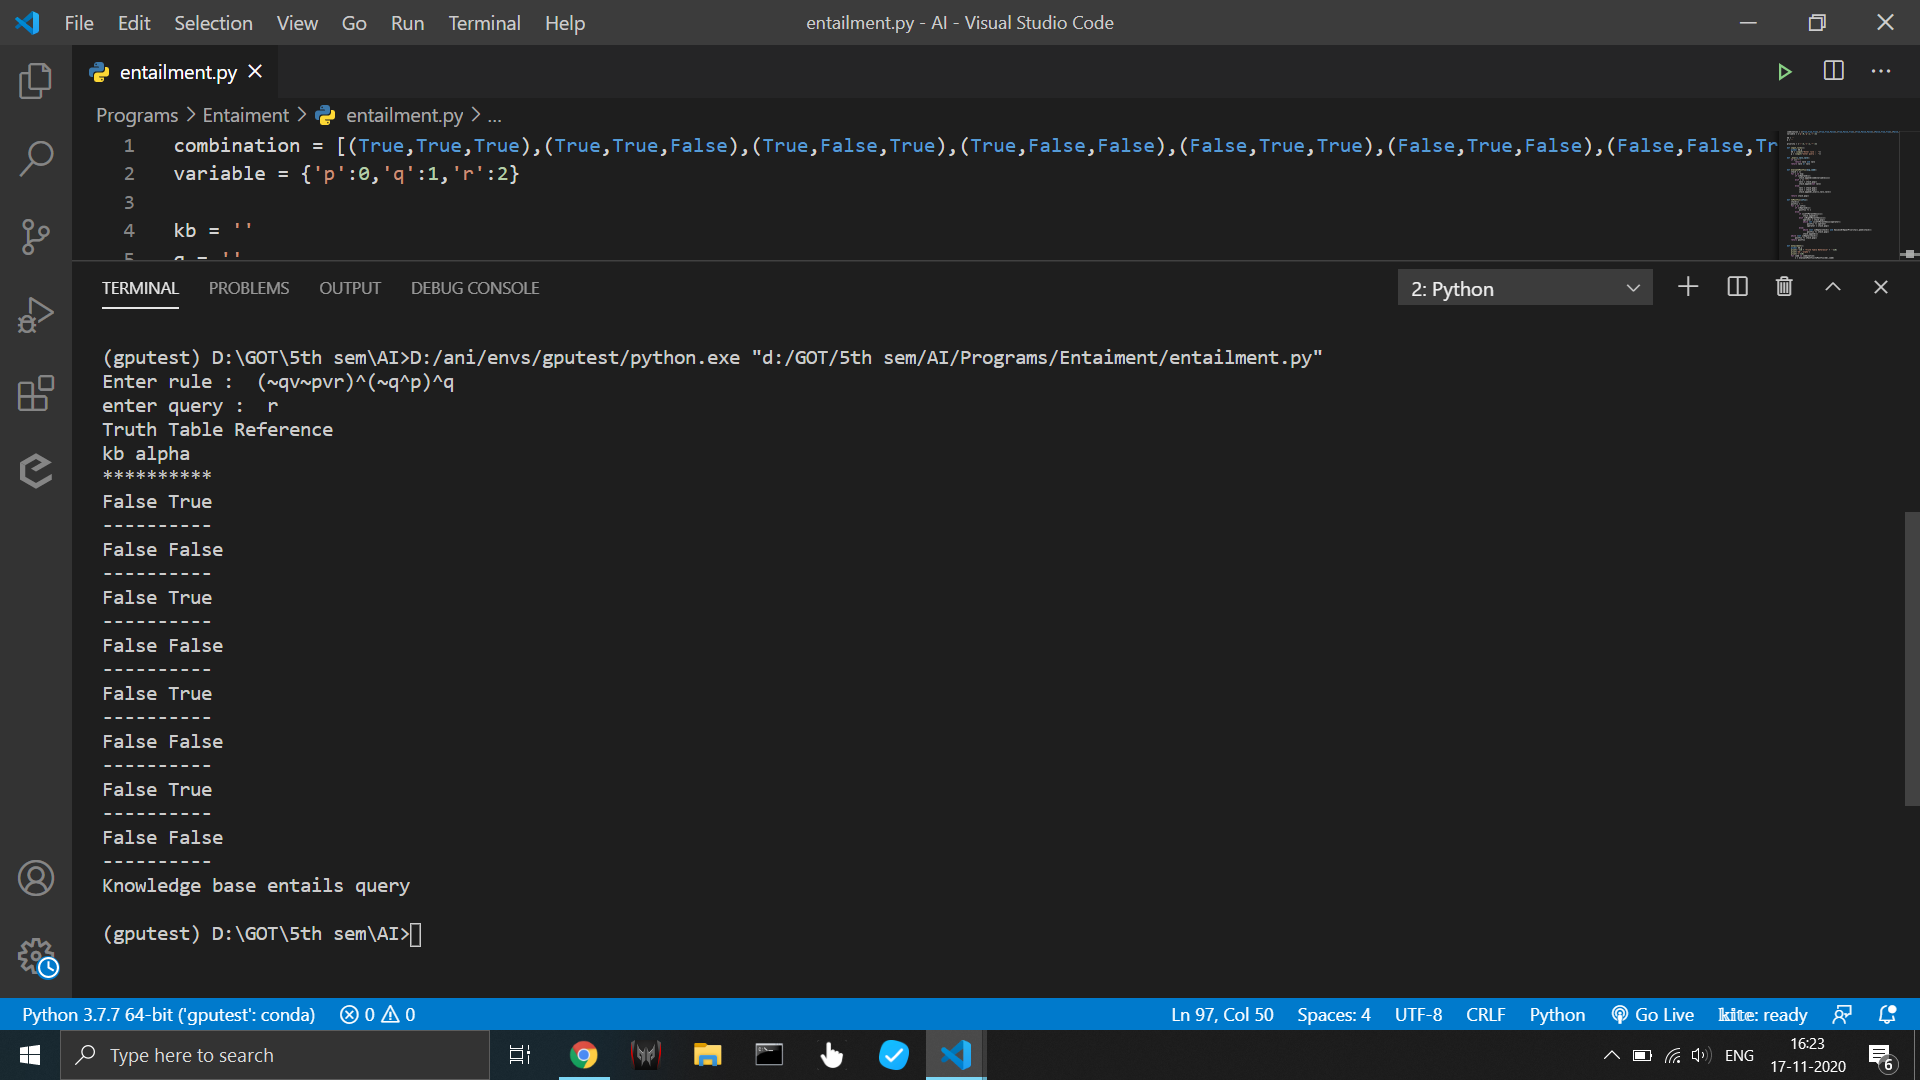 File Edit Selection View Go Run Terminal Help entailment.py - AI - Visual Studio Code
entailment.py
Programs > Entaiment > entailment.py > ...
1 combination = [(True,True,True),(True,True,False),(True,False,True),(True,False,False),(False,True,True),(False,True,False),(False,False,Tr
2 variable = {'p':0,'q':1,'r':2}
3
4 kb = ''
5 q = ''
TERMINAL PROBLEMS OUTPUT DEBUG CONSOLE 2: Python
(gputest) D:\GOT\5th sem\AI>D:/ani/envs/gputest/python.exe "d:/GOT/5th sem/AI/Programs/Entaiment/entailment.py"
Enter rule :  (~qv~pvr)^(~q^p)^q
enter query :  r
Truth Table Reference
kb alpha
**********
False True
----------
False False
----------
False True
----------
False False
----------
False True
----------
False False
----------
False True
----------
False False
----------
Knowledge base entails query
(gputest) D:\GOT\5th sem\AI>
Python 3.7.7 64-bit ('gputest': conda) 0 0 Ln 97, Col 50 Spaces: 4 UTF-8 CRLF Python Go Live kite: ready
Type here to search
ENG
16:23
17-11-2020
6